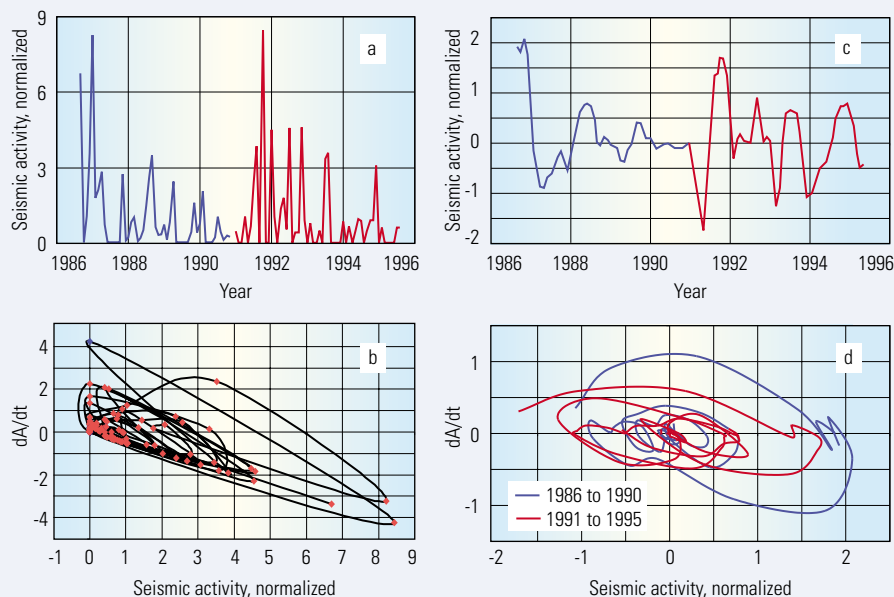 9
6
3
0
Seismic activity, normalized
a
1986 1988 1990 1992 1994 1996
Year
2
1
0
-1
-2
Seismic activity, normalized
c
1986 1988 1990 1992 1994 1996
Year
4
2
0
-2
-4
dA/dt
b
-1 0 1 2 3 4 5 6 7 8 9
Seismic activity, normalized
1
0
-1
dA/dt
d
1986 to 1990
1991 to 1995
-2 -1 0 1 2
Seismic activity, normalized